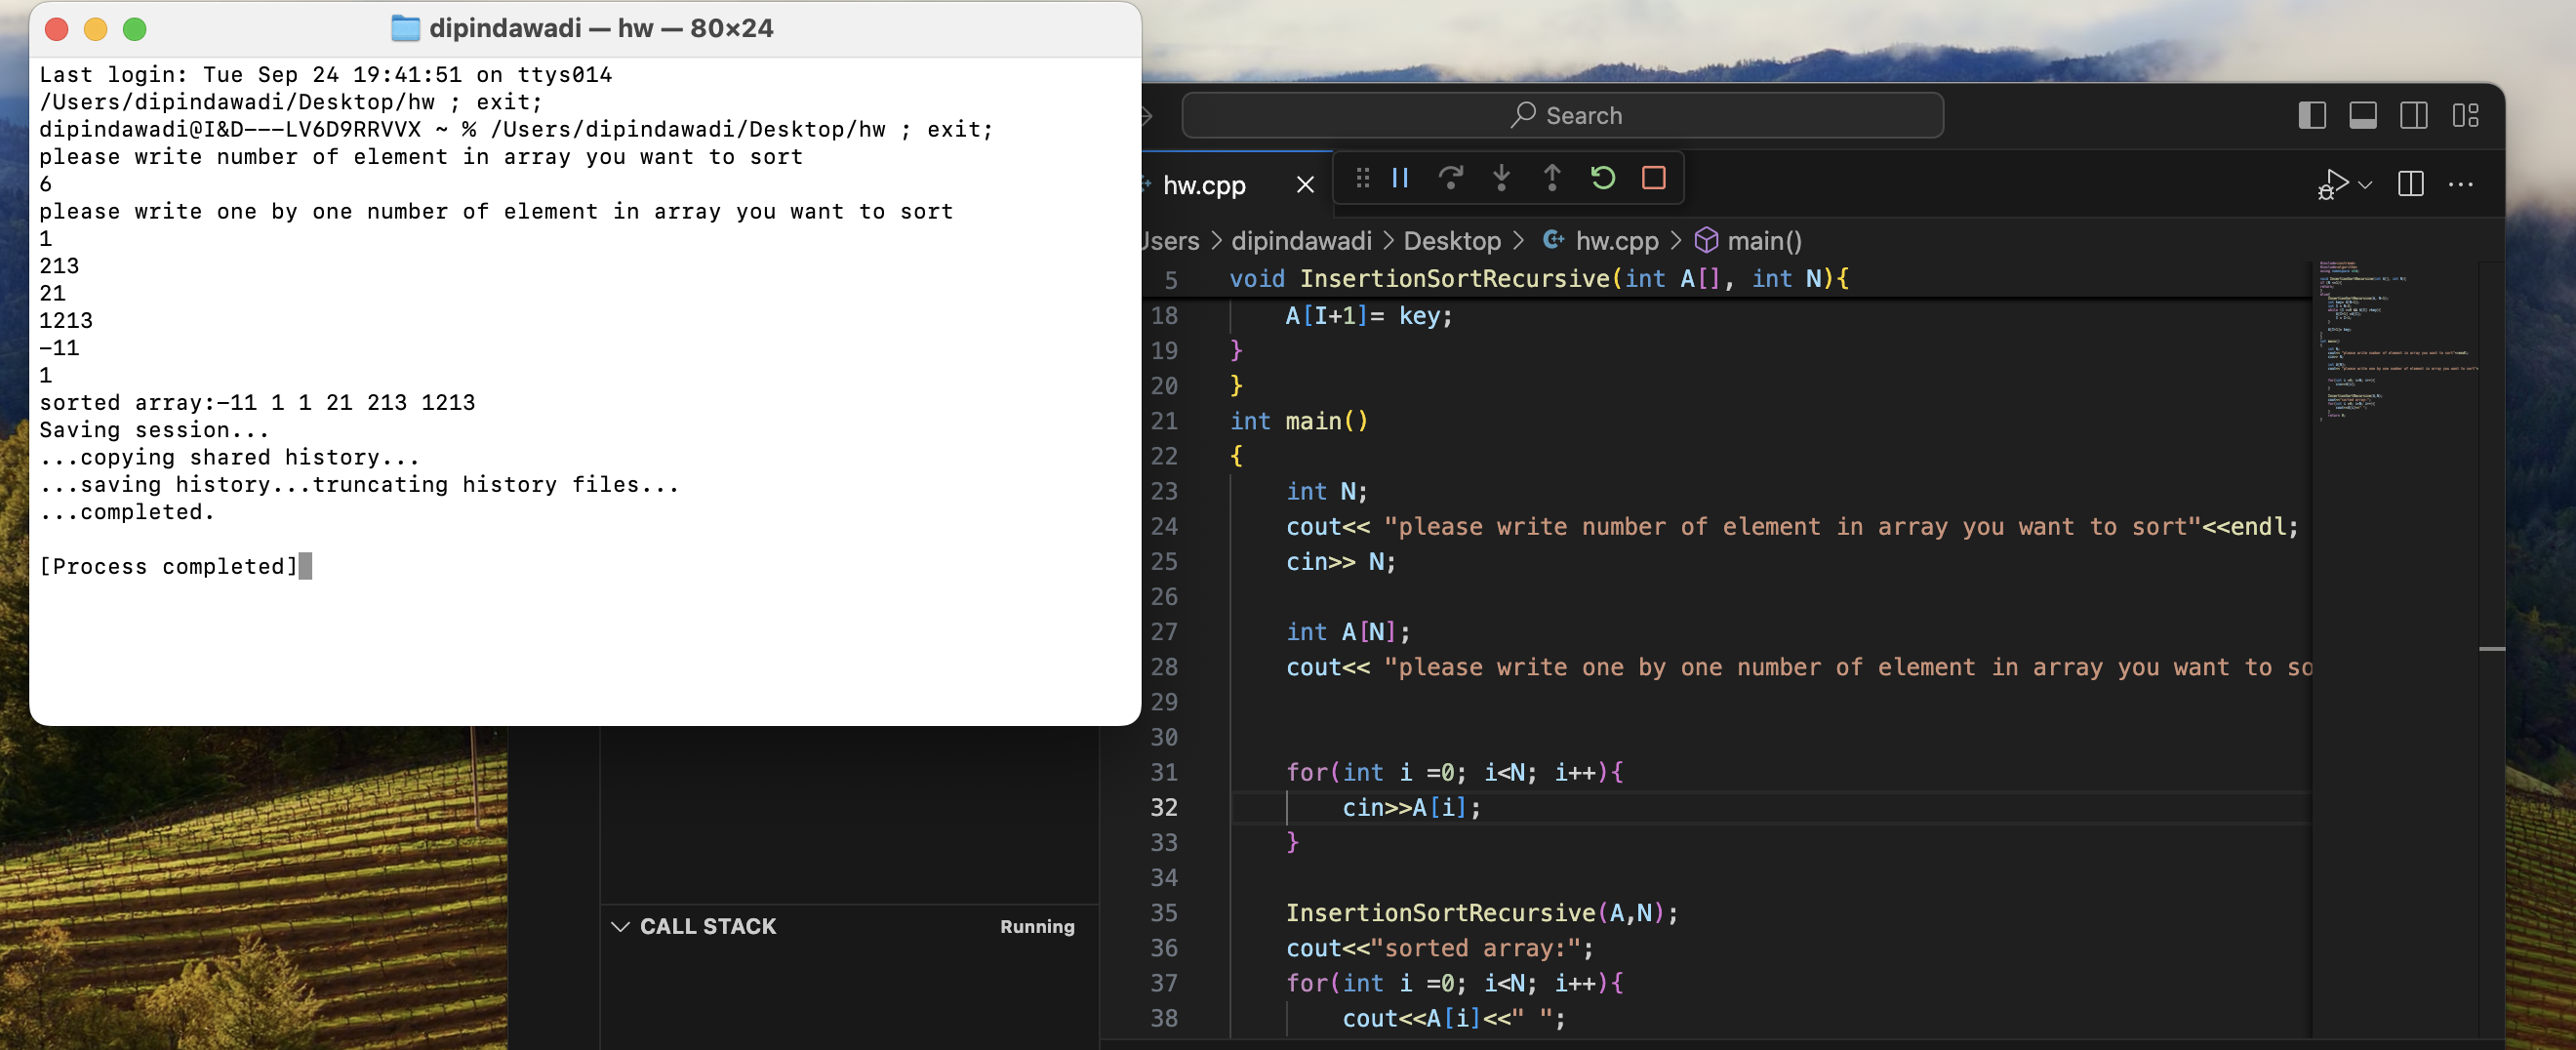 dipindawadi — hw — 80×24
Last login: Tue Sep 24 19:41:51 on ttys014
/Users/dipindawadi/Desktop/hw ; exit;
dipindawadi@I&D---LV6D9RRVVX ~ % /Users/dipindawadi/Desktop/hw ; exit;
please write number of element in array you want to sort
6
please write one by one number of element in array you want to sort
1
213
21
1213
-11
1
sorted array:-11 1 1 21 213 1213
Saving session...
...copying shared history...
...saving history...truncating history files...
...completed.
[Process completed]
Search
hw.cpp
Users > dipindawadi > Desktop > hw.cpp > main()
5 void InsertionSortRecursive(int A[], int N){
18 A[I+1]= key;
19 }
20 }
21 int main()
22 {
23 int N;
24 cout<< "please write number of element in array you want to sort"<<endl;
25 cin>> N;
26
27 int A[N];
28 cout<< "please write one by one number of element in array you want to so
29
30
31 for(int i =0; i<N; i++){
32 cin>>A[i];
33 }
34
35 InsertionSortRecursive(A,N);
36 cout<<"sorted array:";
37 for(int i =0; i<N; i++){
38 cout<<A[i]<<" ";
CALL STACK Running